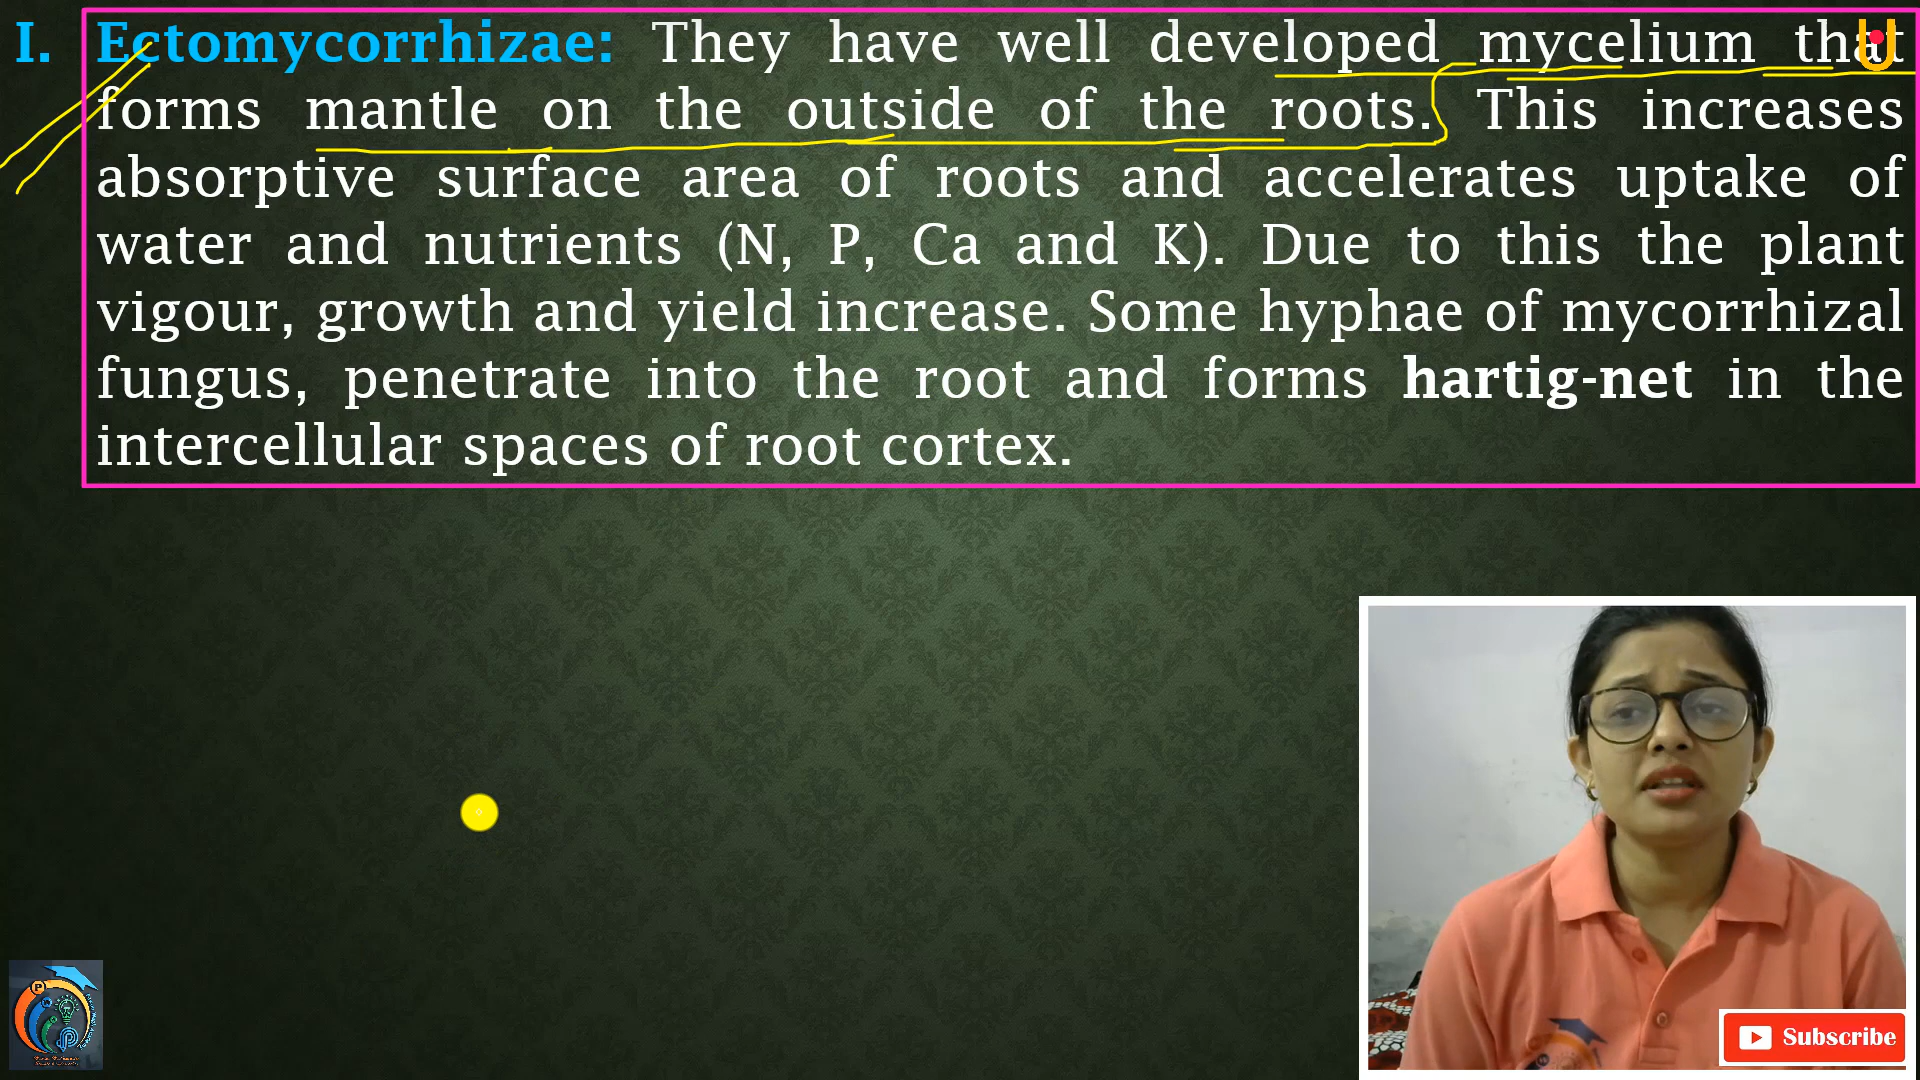 I. Ectomycorrhizae: They have well developed mycelium that
forms mantle on the outside of the roots. This increases
absorptive surface area of roots and accelerates uptake of
water and nutrients (N, P, Ca and K). Due to this the plant
vigour, growth and yield increase. Some hyphae of mycorrhizal
fungus, penetrate into the root and forms hartig-net in the
intercellular spaces of root cortex.
Subscribe